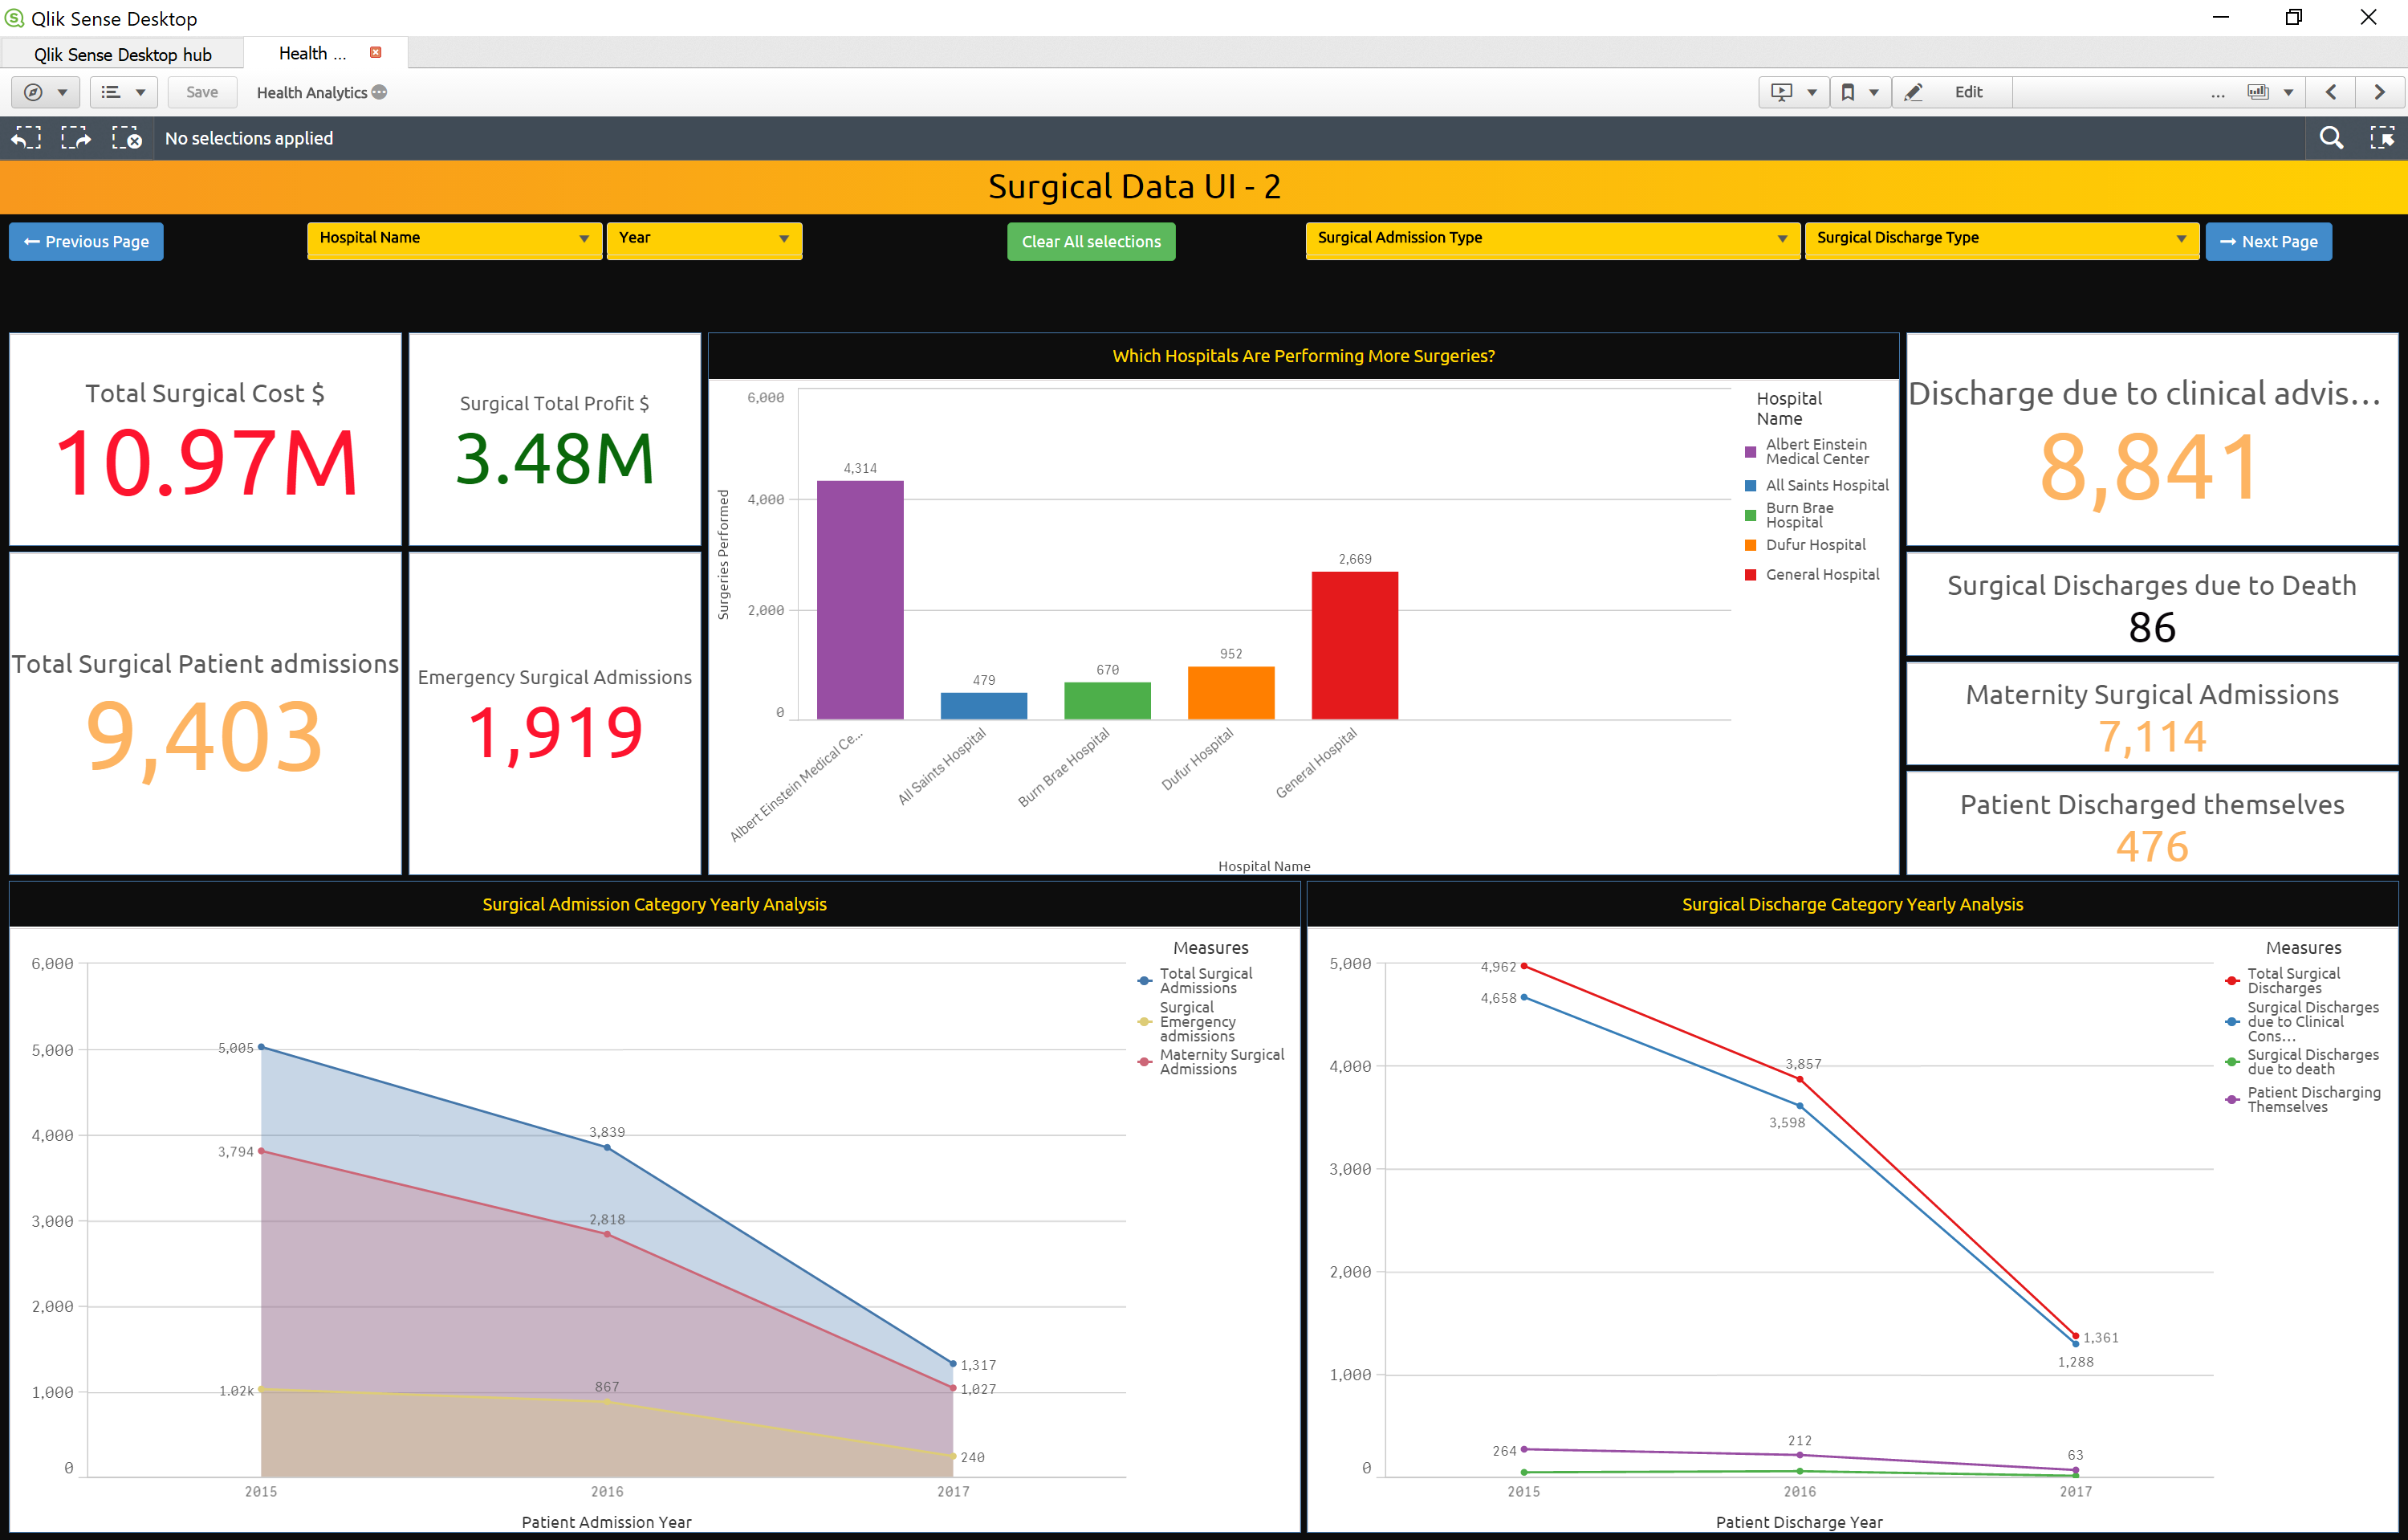 Qlik Sense Desktop
Qlik Sense Desktop hub
Health ...
Save
Health Analytics
Edit
...
No selections applied
Surgical Data UI - 2
Previous Page
Hospital Name
Year
Clear All selections
Surgical Admission Type
Surgical Discharge Type
Next Page
Total Surgical Cost $
10.97M
Surgical Total Profit $
3.48M
Total Surgical Patient admissions
9,403
Emergency Surgical Admissions
1,919
Which Hospitals Are Performing More Surgeries?
Surgeries Performed
6,000
4,000
2,000
0
4,314
479
670
952
2,669
Albert Einstein Medical Ce...
All Saints Hospital
Burn Brae Hospital
Dufur Hospital
General Hospital
Hospital Name
Hospital
Name
Albert Einstein
Medical Center
All Saints Hospital
Burn Brae
Hospital
Dufur Hospital
General Hospital
Discharge due to clinical advis...
8,841
Surgical Discharges due to Death
86
Maternity Surgical Admissions
7,114
Patient Discharged themselves
476
Surgical Admission Category Yearly Analysis
6,000
5,000
4,000
3,000
2,000
1,000
0
5,005
3,839
1,317
3,794
2,818
1,027
1.02k
867
240
2015
2016
2017
Patient Admission Year
Measures
Total Surgical
Admissions
Surgical
Emergency
admissions
Maternity Surgical
Admissions
Surgical Discharge Category Yearly Analysis
5,000
4,000
3,000
2,000
1,000
0
4,962
4,658
3,857
3,598
1,361
1,288
264
212
63
2015
2016
2017
Patient Discharge Year
Measures
Total Surgical
Discharges
Surgical Discharges
due to Clinical
Cons...
Surgical Discharges
due to death
Patient Discharging
Themselves